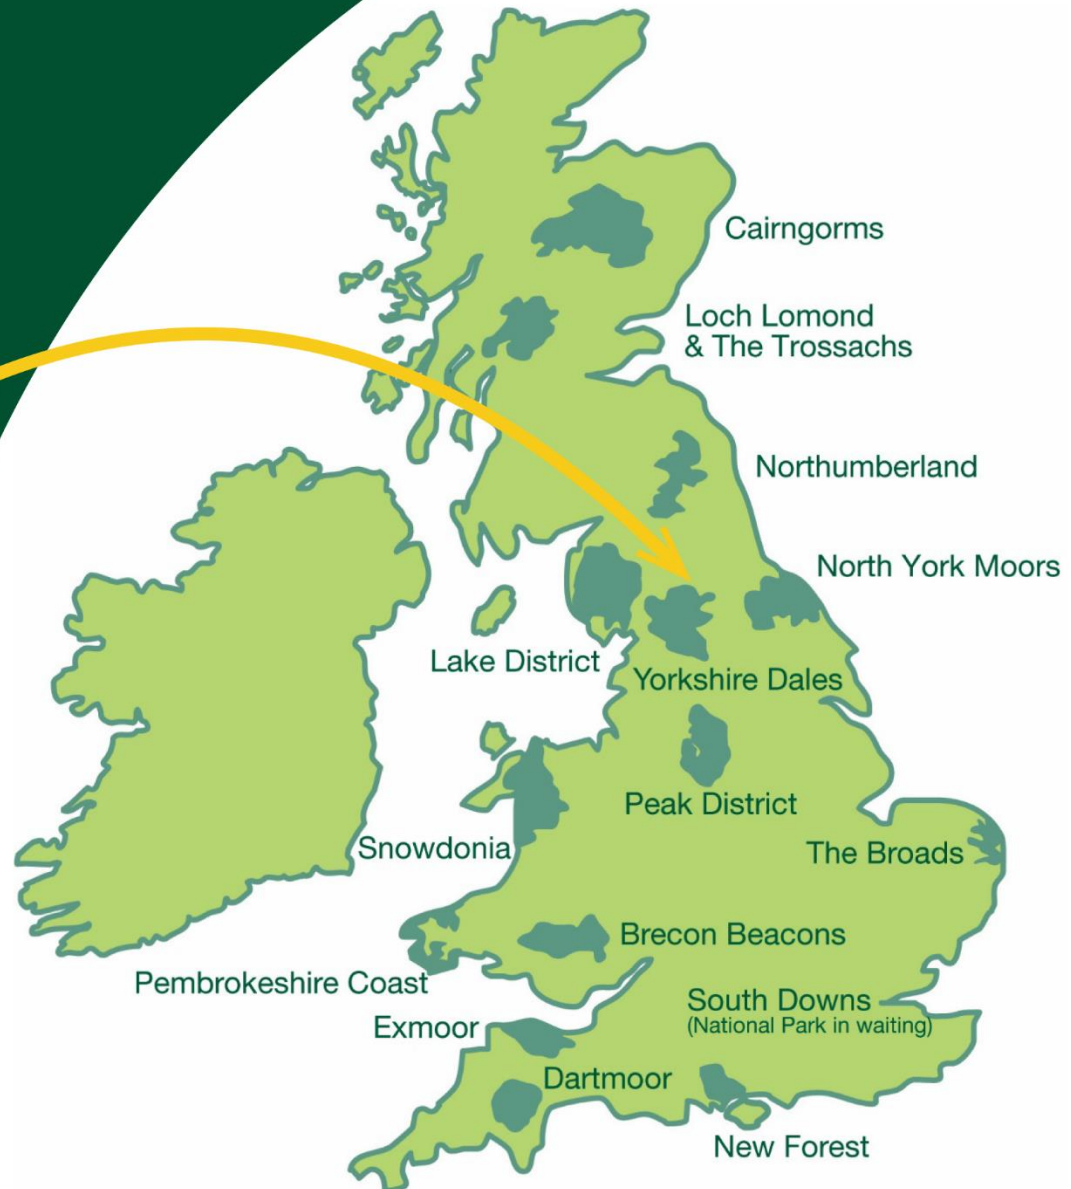 Cairngorms
Loch Lomond
& The Trossachs
Northumberland
North York Moors
Lake District
Yorkshire Dales
Peak District
Snowdonia
The Broads
Brecon Beacons
Pembrokeshire Coast
South Downs
(National Park in waiting)
Exmoor
Dartmoor
New Forest